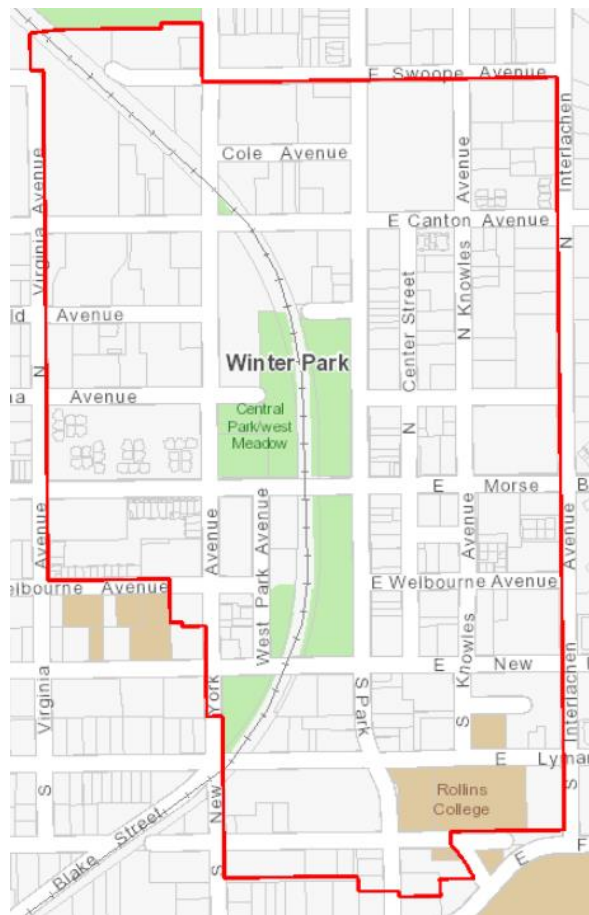 E Swoope Avenue
Cole Avenue
Avenue
Interlachen
N
Virginia Avenue
N
E Canton Avenue
N Knowles
Center Street
N
Avenue
Winter Park
Avenue
Central
Park/west
Meadow
E Morse B
Avenue
Avenue
West Park Avenue
Avenue
Avenue
E Welbourne Avenue
elbourne Avenue
E New
S Knowles
Interlachen
S
Virginia
S
York
New
S
S Park
E Lyman
Rollins
College
Blake Street
E F